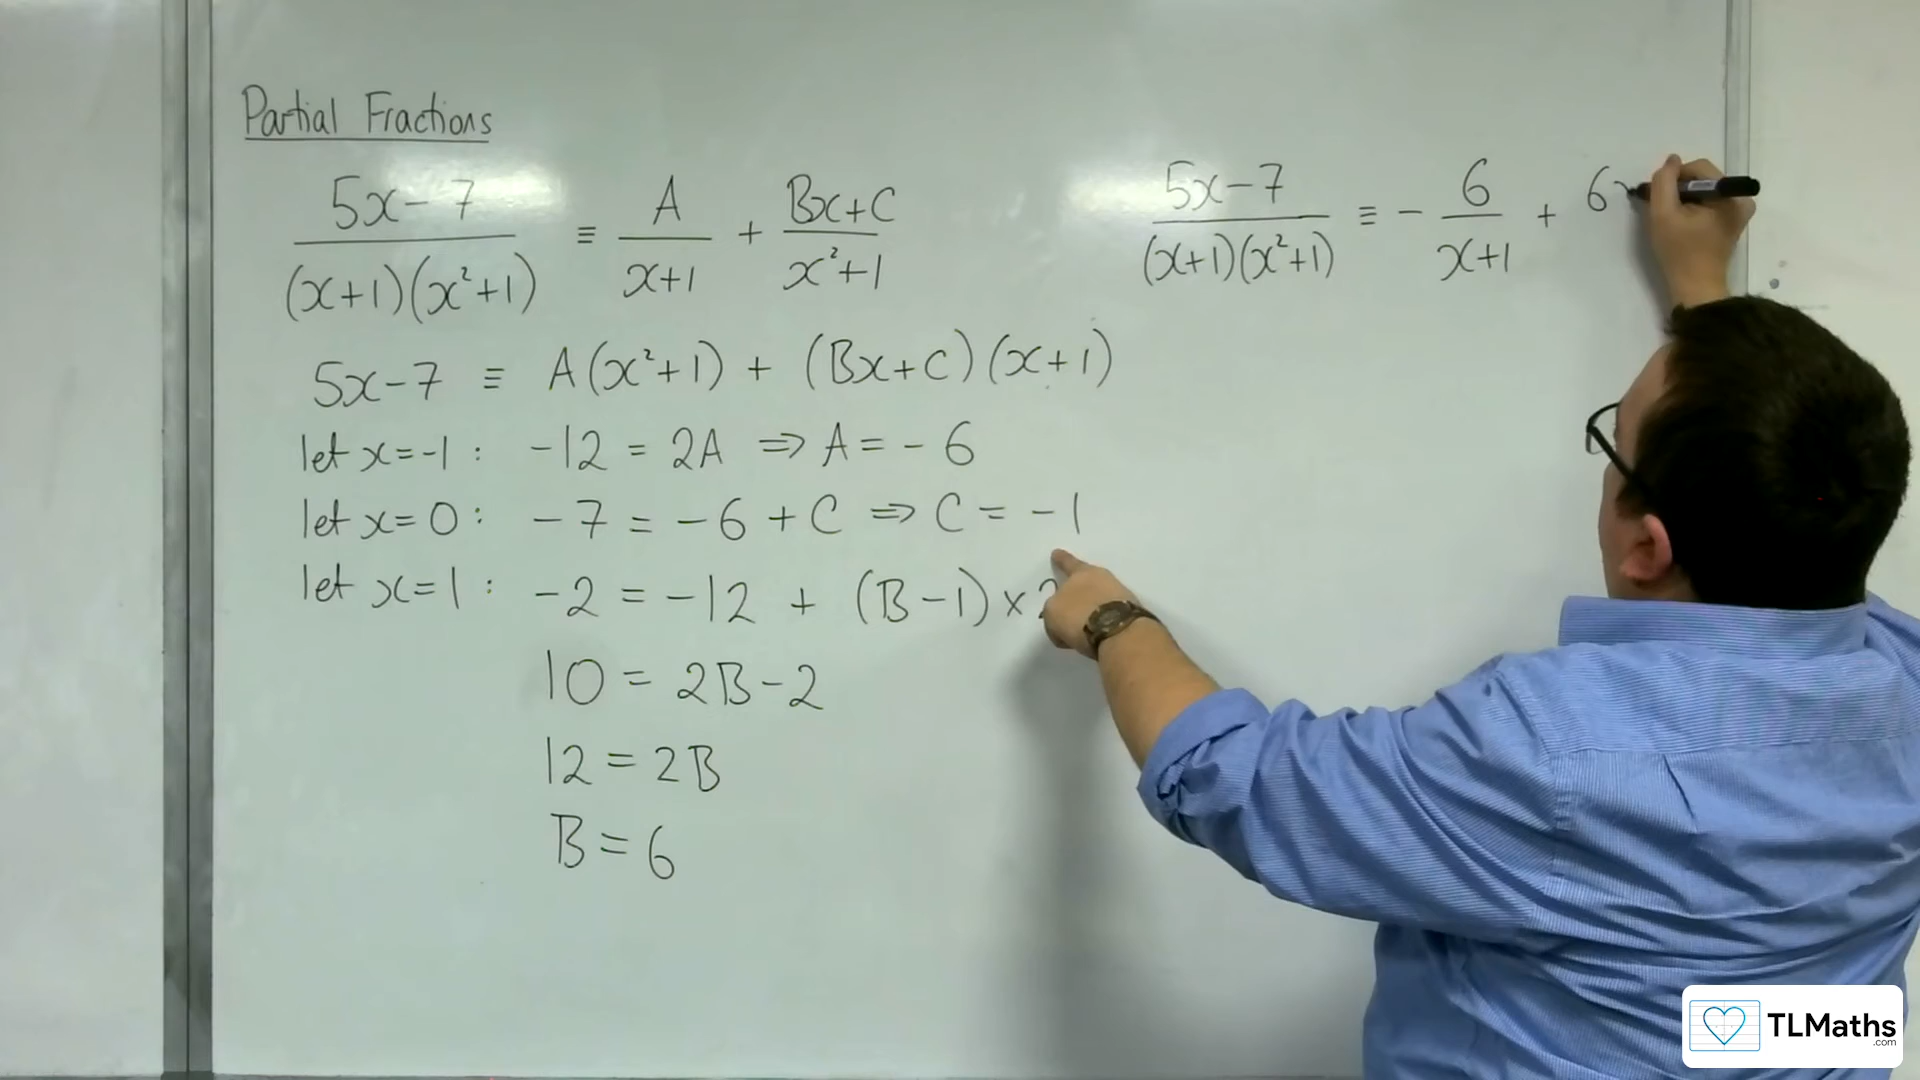 Partial Fractions
5x-7 / (x+1)(x²+1) ≡ A / x+1 + Bx+C / x²+1
5x-7 ≡ A(x²+1) + (Bx+C)(x+1)
let x=-1 : -12 = 2A ⇒ A = -6
let x=0 : -7 = -6 + C ⇒ C = -1
let x=1 : -2 = -12 + (B-1) × 2
10 = 2B-2
12 = 2B
B = 6
5x-7 / (x+1)(x²+1) ≡ - 6 / x+1 + 6x
TLMaths
.com